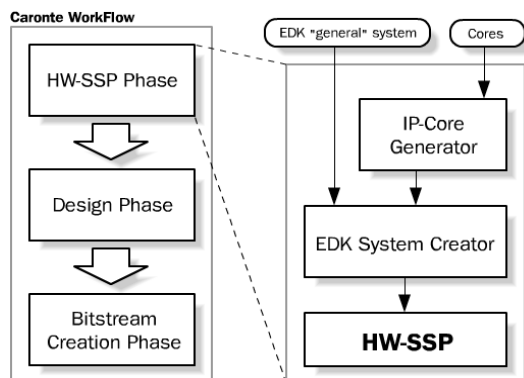 Caronte WorkFlow
HW-SSP Phase
Design Phase
Bitstream
Creation Phase
EDK "general" system
Cores
IP-Core
Generator
EDK System Creator
HW-SSP